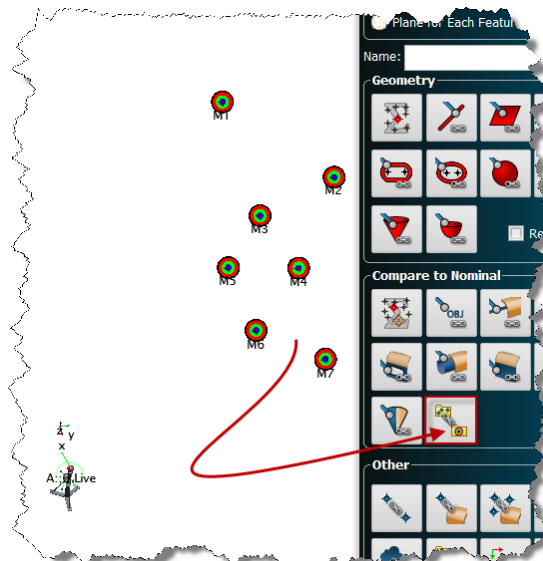 Plane for Each Featur
Name:
Geometry
M1
M2
M3
Re
M5
M4
Compare to Nominal
OBJ
M6
M7
z
y
x
A::0.Live
Other